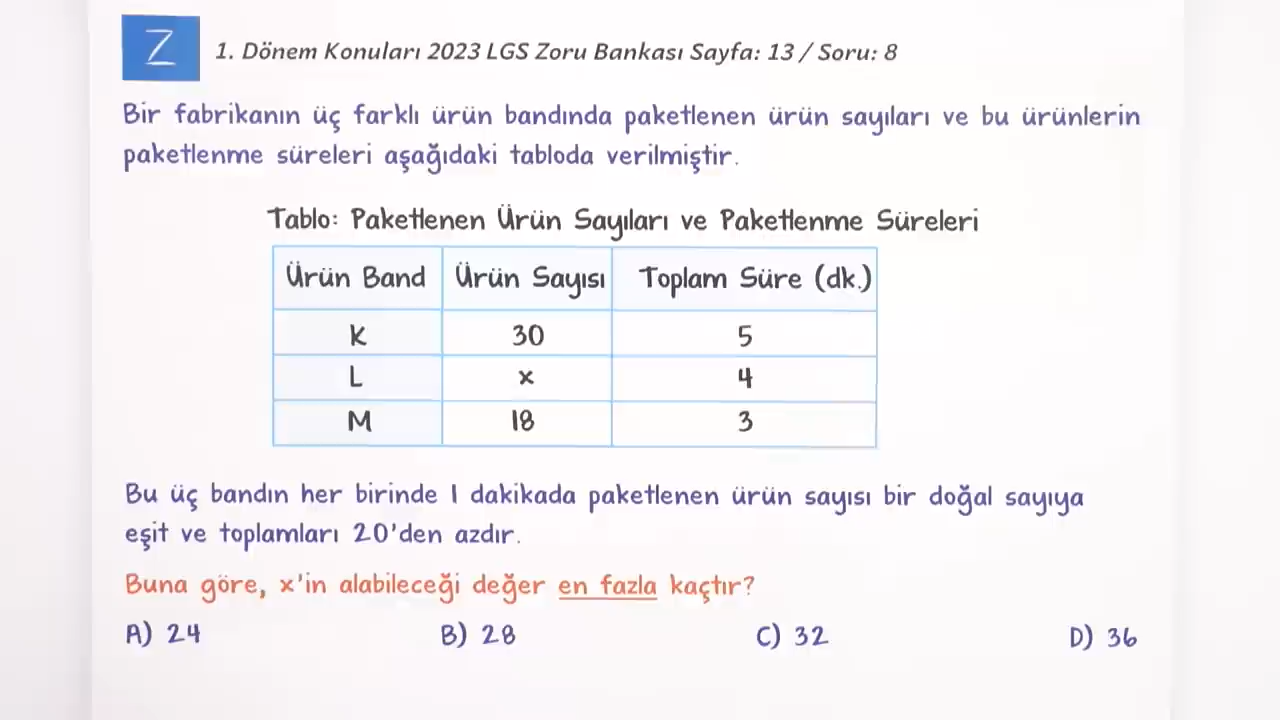 Z
1. Dönem Konuları 2023 LGS Zoru Bankası Sayfa: 13 / Soru: 8
Bir fabrikanın üç farklı ürün bandında paketlenen ürün sayıları ve bu ürünlerin
paketlenme süreleri aşağıdaki tabloda verilmiştir.
Tablo: Paketlenen Ürün Sayıları ve Paketlenme Süreleri
Ürün Band Ürün Sayısı Toplam Süre (dk.)
K 30 5
L x 4
M 18 3
Bu üç bandın her birinde 1 dakikada paketlenen ürün sayısı bir doğal sayıya
eşit ve toplamları 20'den azdır.
Buna göre, x'in alabileceği değer en fazla kaçtır?
A) 24 B) 28 C) 32 D) 36